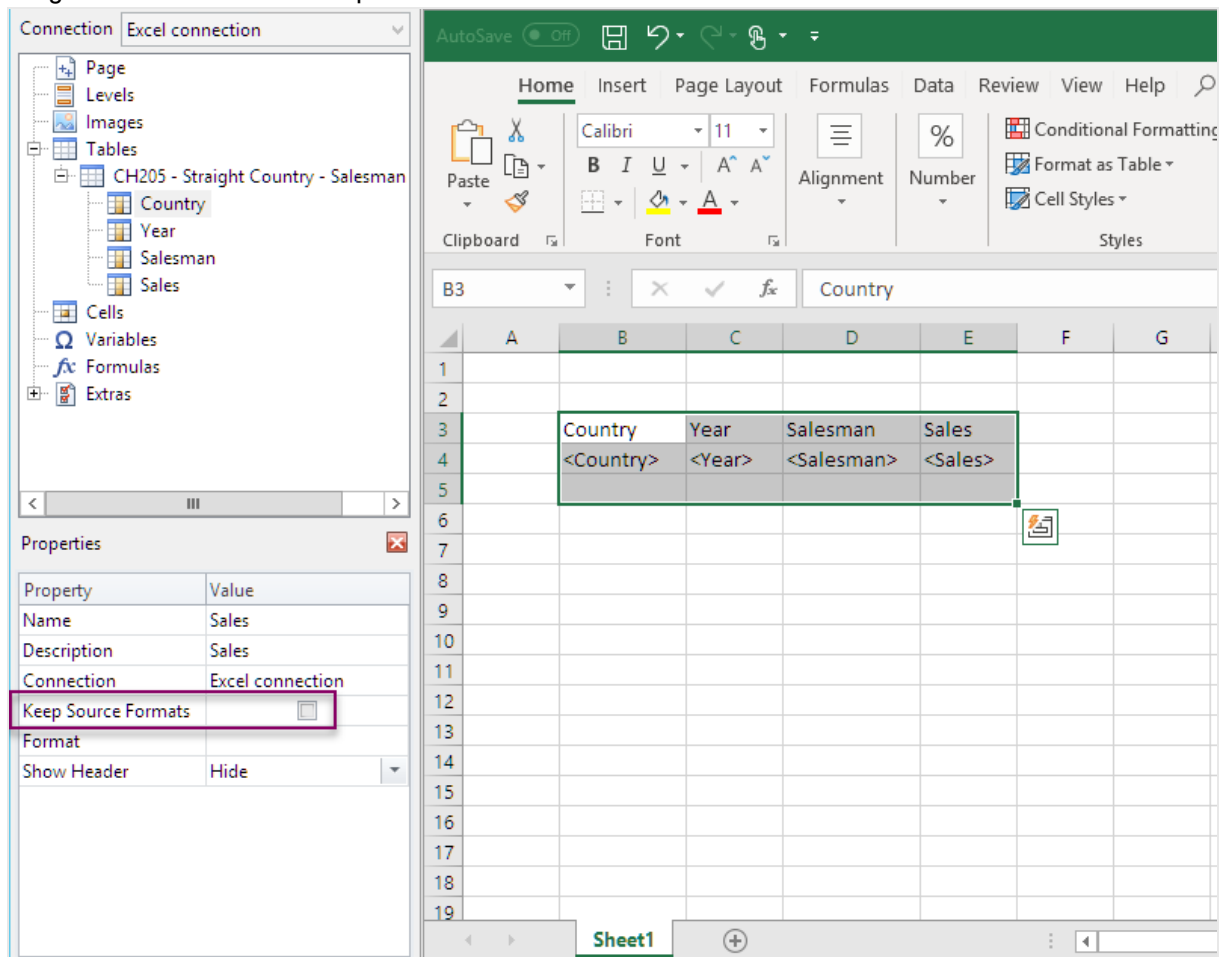 Connection Excel connection
Page
Levels
Images
Tables
CH205 - Straight Country - Salesman
Country
Year
Salesman
Sales
Cells
Ω Variables
fx Formulas
Extras
Properties
Property Value
Name Sales
Description Sales
Connection Excel connection
Keep Source Formats
Format
Show Header Hide
AutoSave Off
Home Insert Page Layout Formulas Data Review View Help
Calibri 11
Paste
B I U A A
A
Alignment
%
Number
Conditional Formatting
Format as Table
Cell Styles
Clipboard Font Styles
B3 fx Country
A B C D E F G
1
2
3 Country Year Salesman Sales
4 <Country> <Year> <Salesman> <Sales>
5
6
7
8
9
10
11
12
13
14
15
16
17
18
19
Sheet1